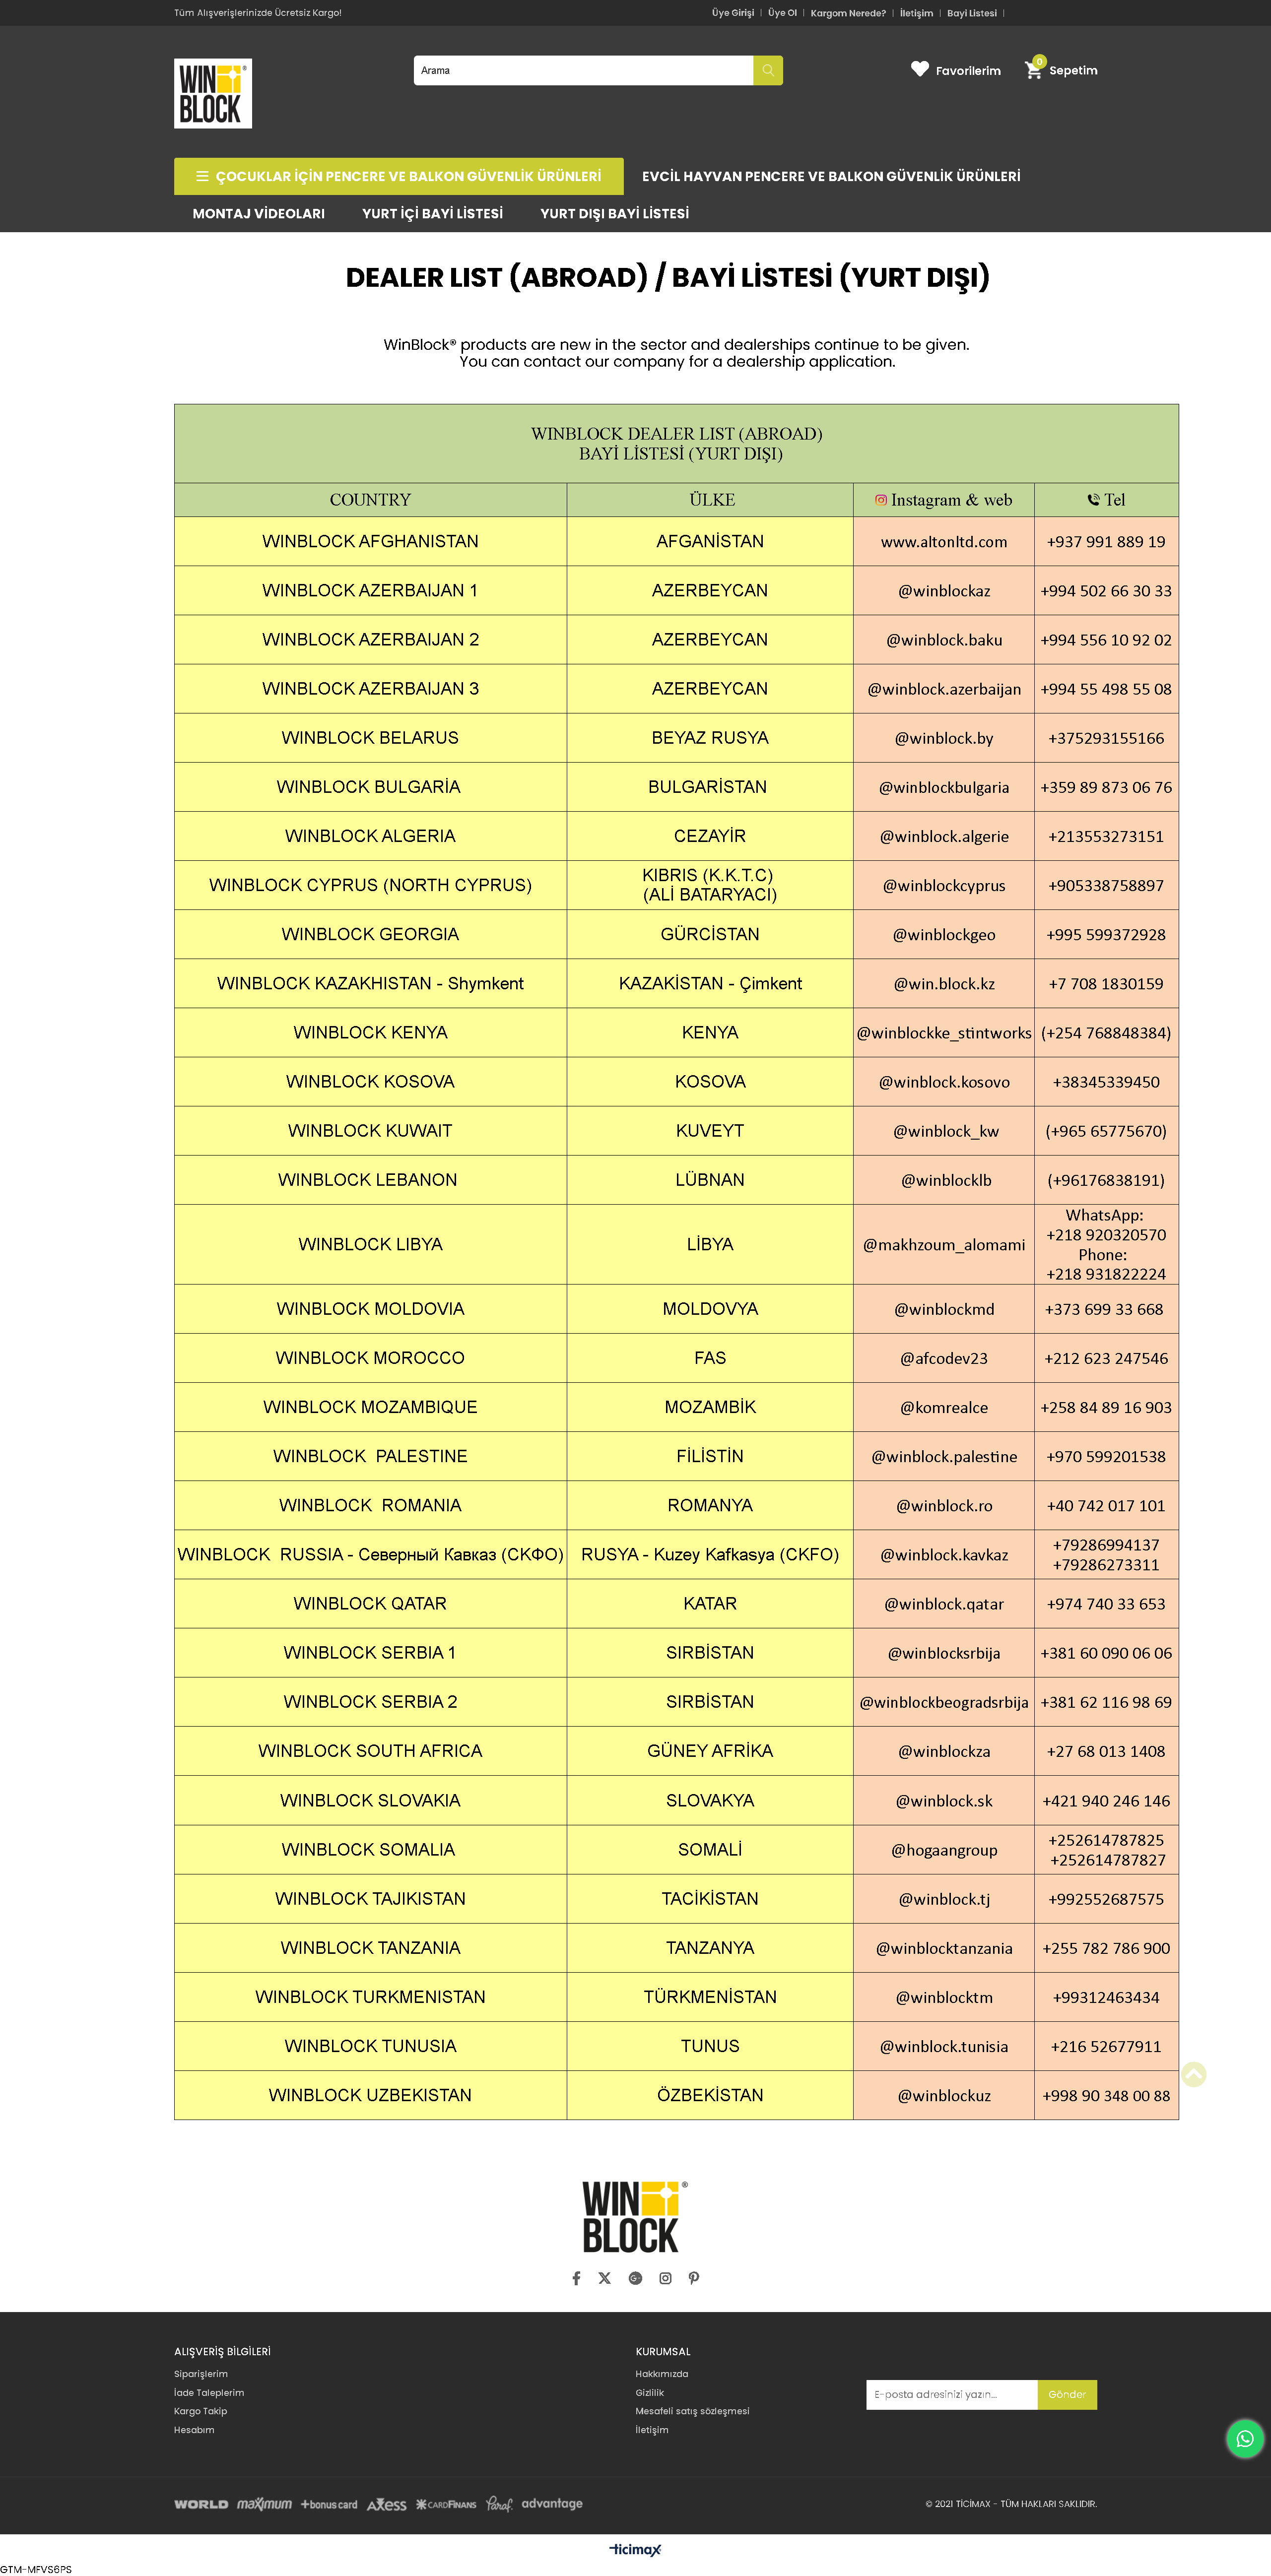 Tüm Alışverişlerinizde Ücretsiz Kargo!
Üye Girişi | Üye Ol | Kargom Nerede? | İletişim | Bayi Listesi |
WIN BLOCK®
Arama
Favorilerim
0
Sepetim
ÇOCUKLAR İÇİN PENCERE VE BALKON GÜVENLİK ÜRÜNLERİ
EVCİL HAYVAN PENCERE VE BALKON GÜVENLİK ÜRÜNLERİ
MONTAJ VİDEOLARI
YURT İÇİ BAYİ LİSTESİ
YURT DIŞI BAYİ LİSTESİ
DEALER LIST (ABROAD) / BAYİ LİSTESİ (YURT DIŞI)
WinBlock® products are new in the sector and dealerships continue to be given.
You can contact our company for a dealership application.
WINBLOCK DEALER LIST (ABROAD)
BAYİ LİSTESİ (YURT DIŞI)
COUNTRY ÜLKE Instagram & web Tel
WINBLOCK AFGHANISTAN AFGANİSTAN www.altonltd.com +937 991 889 19
WINBLOCK AZERBAIJAN 1 AZERBEYCAN @winblockaz +994 502 66 30 33
WINBLOCK AZERBAIJAN 2 AZERBEYCAN @winblock.baku +994 556 10 92 02
WINBLOCK AZERBAIJAN 3 AZERBEYCAN @winblock.azerbaijan +994 55 498 55 08
WINBLOCK BELARUS BEYAZ RUSYA @winblock.by +375293155166
WINBLOCK BULGARİA BULGARİSTAN @winblockbulgaria +359 89 873 06 76
WINBLOCK ALGERIA CEZAYİR @winblock.algerie +213553273151
WINBLOCK CYPRUS (NORTH CYPRUS) KIBRIS (K.K.T.C)
(ALİ BATARYACI) @winblockcyprus +905338758897
WINBLOCK GEORGIA GÜRCİSTAN @winblockgeo +995 599372928
WINBLOCK KAZAKHISTAN - Shymkent KAZAKİSTAN - Çimkent @win.block.kz +7 708 1830159
WINBLOCK KENYA KENYA @winblockke_stintworks (+254 768848384)
WINBLOCK KOSOVA KOSOVA @winblock.kosovo +38345339450
WINBLOCK KUWAIT KUVEYT @winblock_kw (+965 65775670)
WINBLOCK LEBANON LÜBNAN @winblocklb (+96176838191)
WINBLOCK LIBYA LİBYA @makhzoum_alomami WhatsApp:
+218 920320570
Phone:
+218 931822224
WINBLOCK MOLDOVIA MOLDOVYA @winblockmd +373 699 33 668
WINBLOCK MOROCCO FAS @afcodev23 +212 623 247546
WINBLOCK MOZAMBIQUE MOZAMBİK @komrealce +258 84 89 16 903
WINBLOCK PALESTINE FİLİSTİN @winblock.palestine +970 599201538
WINBLOCK ROMANIA ROMANYA @winblock.ro +40 742 017 101
WINBLOCK RUSSIA - Северный Кавказ (СКФО) RUSYA - Kuzey Kafkasya (CKFO) @winblock.kavkaz +79286994137
+79286273311
WINBLOCK QATAR KATAR @winblock.qatar +974 740 33 653
WINBLOCK SERBIA 1 SIRBİSTAN @winblocksrbija +381 60 090 06 06
WINBLOCK SERBIA 2 SIRBİSTAN @winblockbeogradsrbija +381 62 116 98 69
WINBLOCK SOUTH AFRICA GÜNEY AFRİKA @winblockza +27 68 013 1408
WINBLOCK SLOVAKIA SLOVAKYA @winblock.sk +421 940 246 146
WINBLOCK SOMALIA SOMALİ @hogaangroup +252614787825
+252614787827
WINBLOCK TAJIKISTAN TACİKİSTAN @winblock.tj +992552687575
WINBLOCK TANZANIA TANZANYA @winblocktanzania +255 782 786 900
WINBLOCK TURKMENISTAN TÜRKMENİSTAN @winblocktm +99312463434
WINBLOCK TUNUSIA TUNUS @winblock.tunisia +216 52677911
WINBLOCK UZBEKISTAN ÖZBEKİSTAN @winblockuz +998 90 348 00 88
WIN BLOCK®
ALIŞVERİŞ BİLGİLERİ
Siparişlerim
İade Taleplerim
Kargo Takip
Hesabım
KURUMSAL
Hakkımızda
Gizlilik
Mesafeli satış sözleşmesi
İletişim
E-posta adresinizi yazın...
Gönder
WORLD maximum +bonus card AXess CARDFINANS Paraf. advantage
© 2021 TİCİMAX - TÜM HAKLARI SAKLIDIR.
ticimax
GTM-MFVS6PS